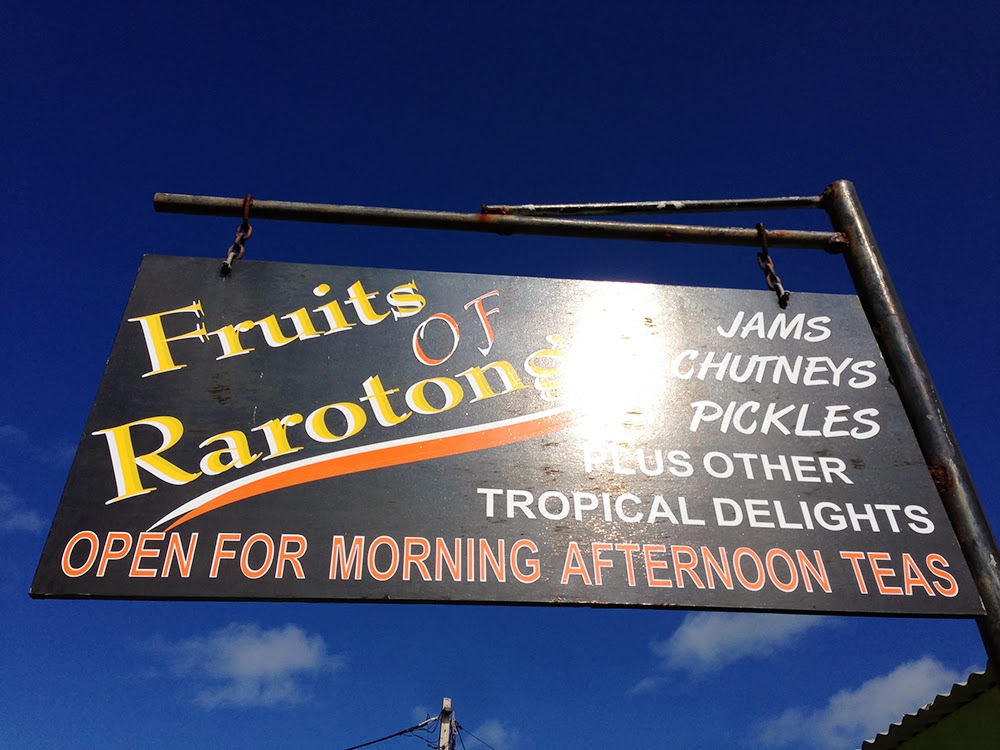 Fruits
OF
Rarotong
JAMS
CHUTNEYS
PICKLES
PLUS OTHER
TROPICAL DELIGHTS
OPEN FOR MORNING AFTERNOON TEAS